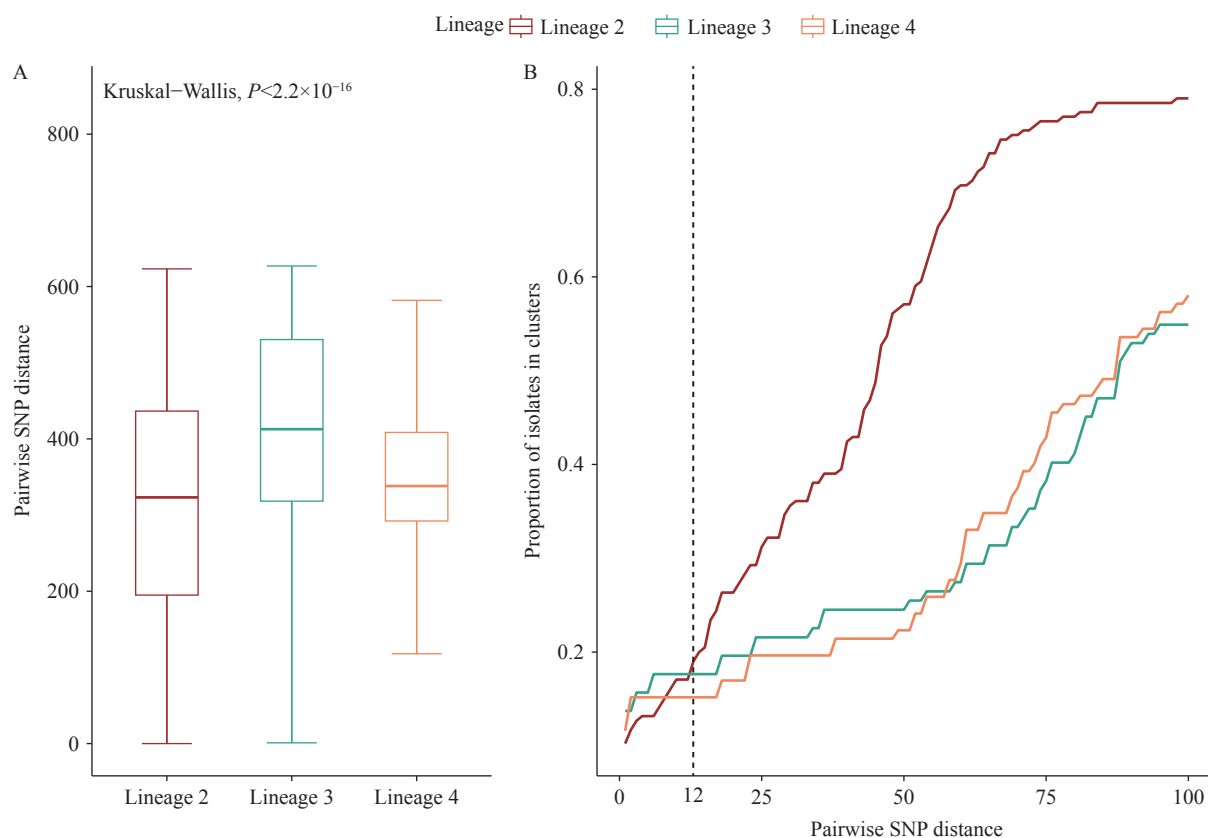 Lineage Lineage 2 Lineage 3 Lineage 4
A
Kruskal−Wallis, P<2.2×10⁻¹⁶
Pairwise SNP distance
800
600
400
200
0
Lineage 2 Lineage 3 Lineage 4
B
Proportion of isolates in clusters
0.8
0.6
0.4
0.2
0 12 25 50 75 100
Pairwise SNP distance